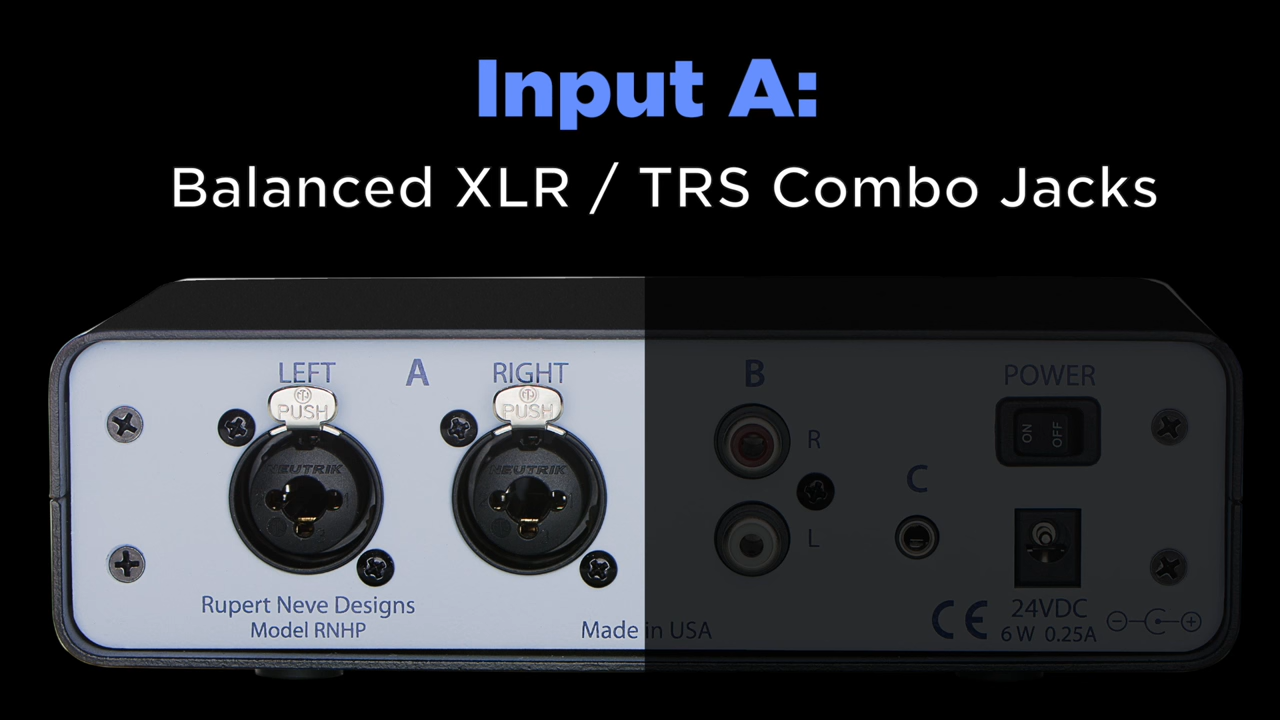 Input A:
Balanced XLR / TRS Combo Jacks
LEFT A RIGHT B POWER
PUSH PUSH
ON OFF
R
NEUTRIK NEUTRIK
C
L
Rupert Neve Designs
Model RNHP
Made in USA
CE 24VDC
6 W 0.25A